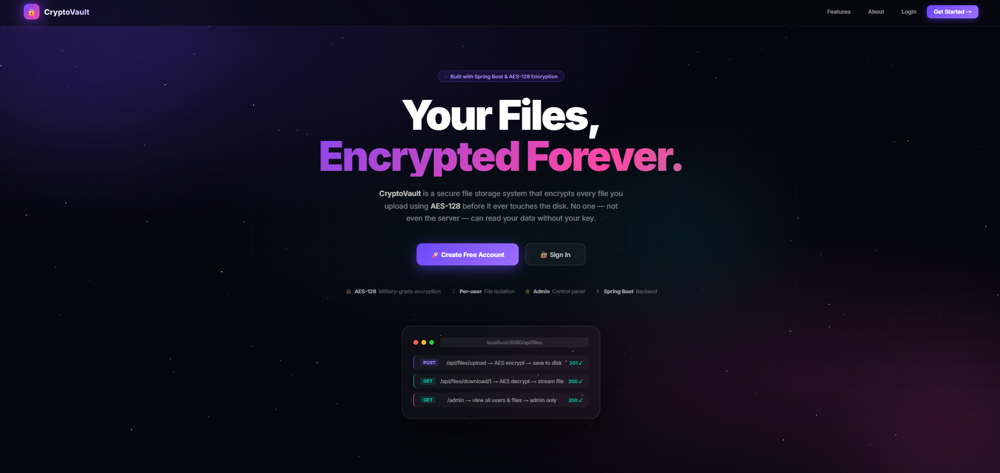 CryptoVault
Features About Login Get Started →
Built with Spring Boot & AES-128 Encryption
Your Files,
Encrypted Forever.
CryptoVault is a secure file storage system that encrypts every file you
upload using AES-128 before it ever touches the disk. No one — not
even the server — can read your data without your key.
Create Free Account Sign In
AES-128 Military-grade encryption Per-user File isolation Admin Control panel Spring Boot Backend
localhost:8080/api/files
POST /api/files/upload → AES encrypt → save to disk 201 ✓
GET /api/files/download/1 → AES decrypt → stream file 200 ✓
GET /admin → view all users & files → admin only 200 ✓